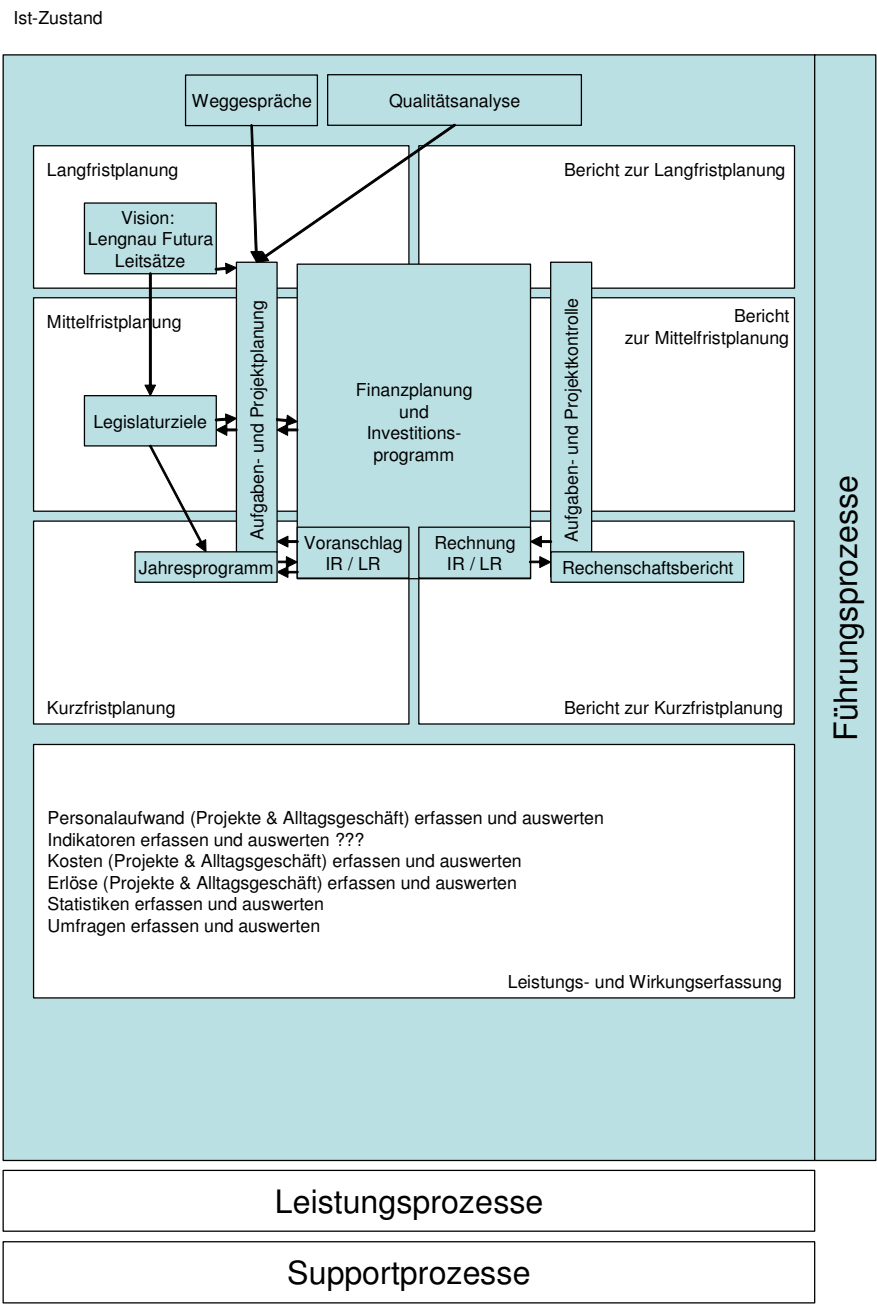 Ist-Zustand
Weggespräche
Qualitätsanalyse
Langfristplanung
Bericht zur Langfristplanung
Vision:
Lengnau Futura
Leitsätze
Mittelfristplanung
Bericht
zur Mittelfristplanung
Aufgaben- und Projektplanung
Finanzplanung
und
Investitions-
programm
Aufgaben- und Projektkontrolle
Legislaturziele
Voranschlag
IR / LR
Rechnung
IR / LR
Jahresprogramm
Rechenschaftsbericht
Kurzfristplanung
Bericht zur Kurzfristplanung
Führungsprozesse
Personalaufwand (Projekte & Alltagsgeschäft) erfassen und auswerten
Indikatoren erfassen und auswerten ???
Kosten (Projekte & Alltagsgeschäft) erfassen und auswerten
Erlöse (Projekte & Alltagsgeschäft) erfassen und auswerten
Statistiken erfassen und auswerten
Umfragen erfassen und auswerten
Leistungs- und Wirkungserfassung
Leistungsprozesse
Supportprozesse